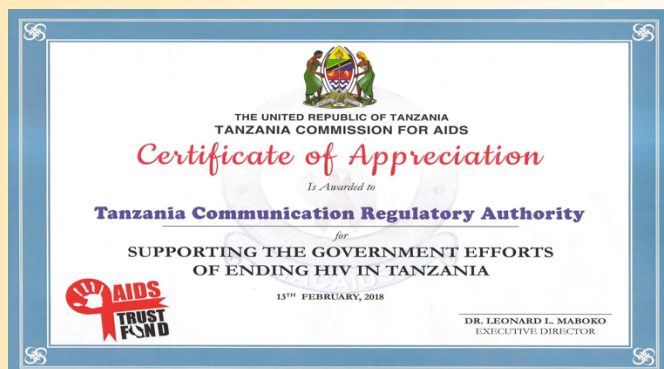 THE UNITED REPUBLIC OF TANZANIA
TANZANIA COMMISSION FOR AIDS
Certificate of Appreciation
Is Awarded to
Tanzania Communication Regulatory Authority
for
SUPPORTING THE GOVERNMENT EFFORTS
OF ENDING HIV IN TANZANIA
13TH FEBRUARY, 2018
AIDS
TRUST
FUND
DR. LEONARD L. MABOKO
EXECUTIVE DIRECTOR